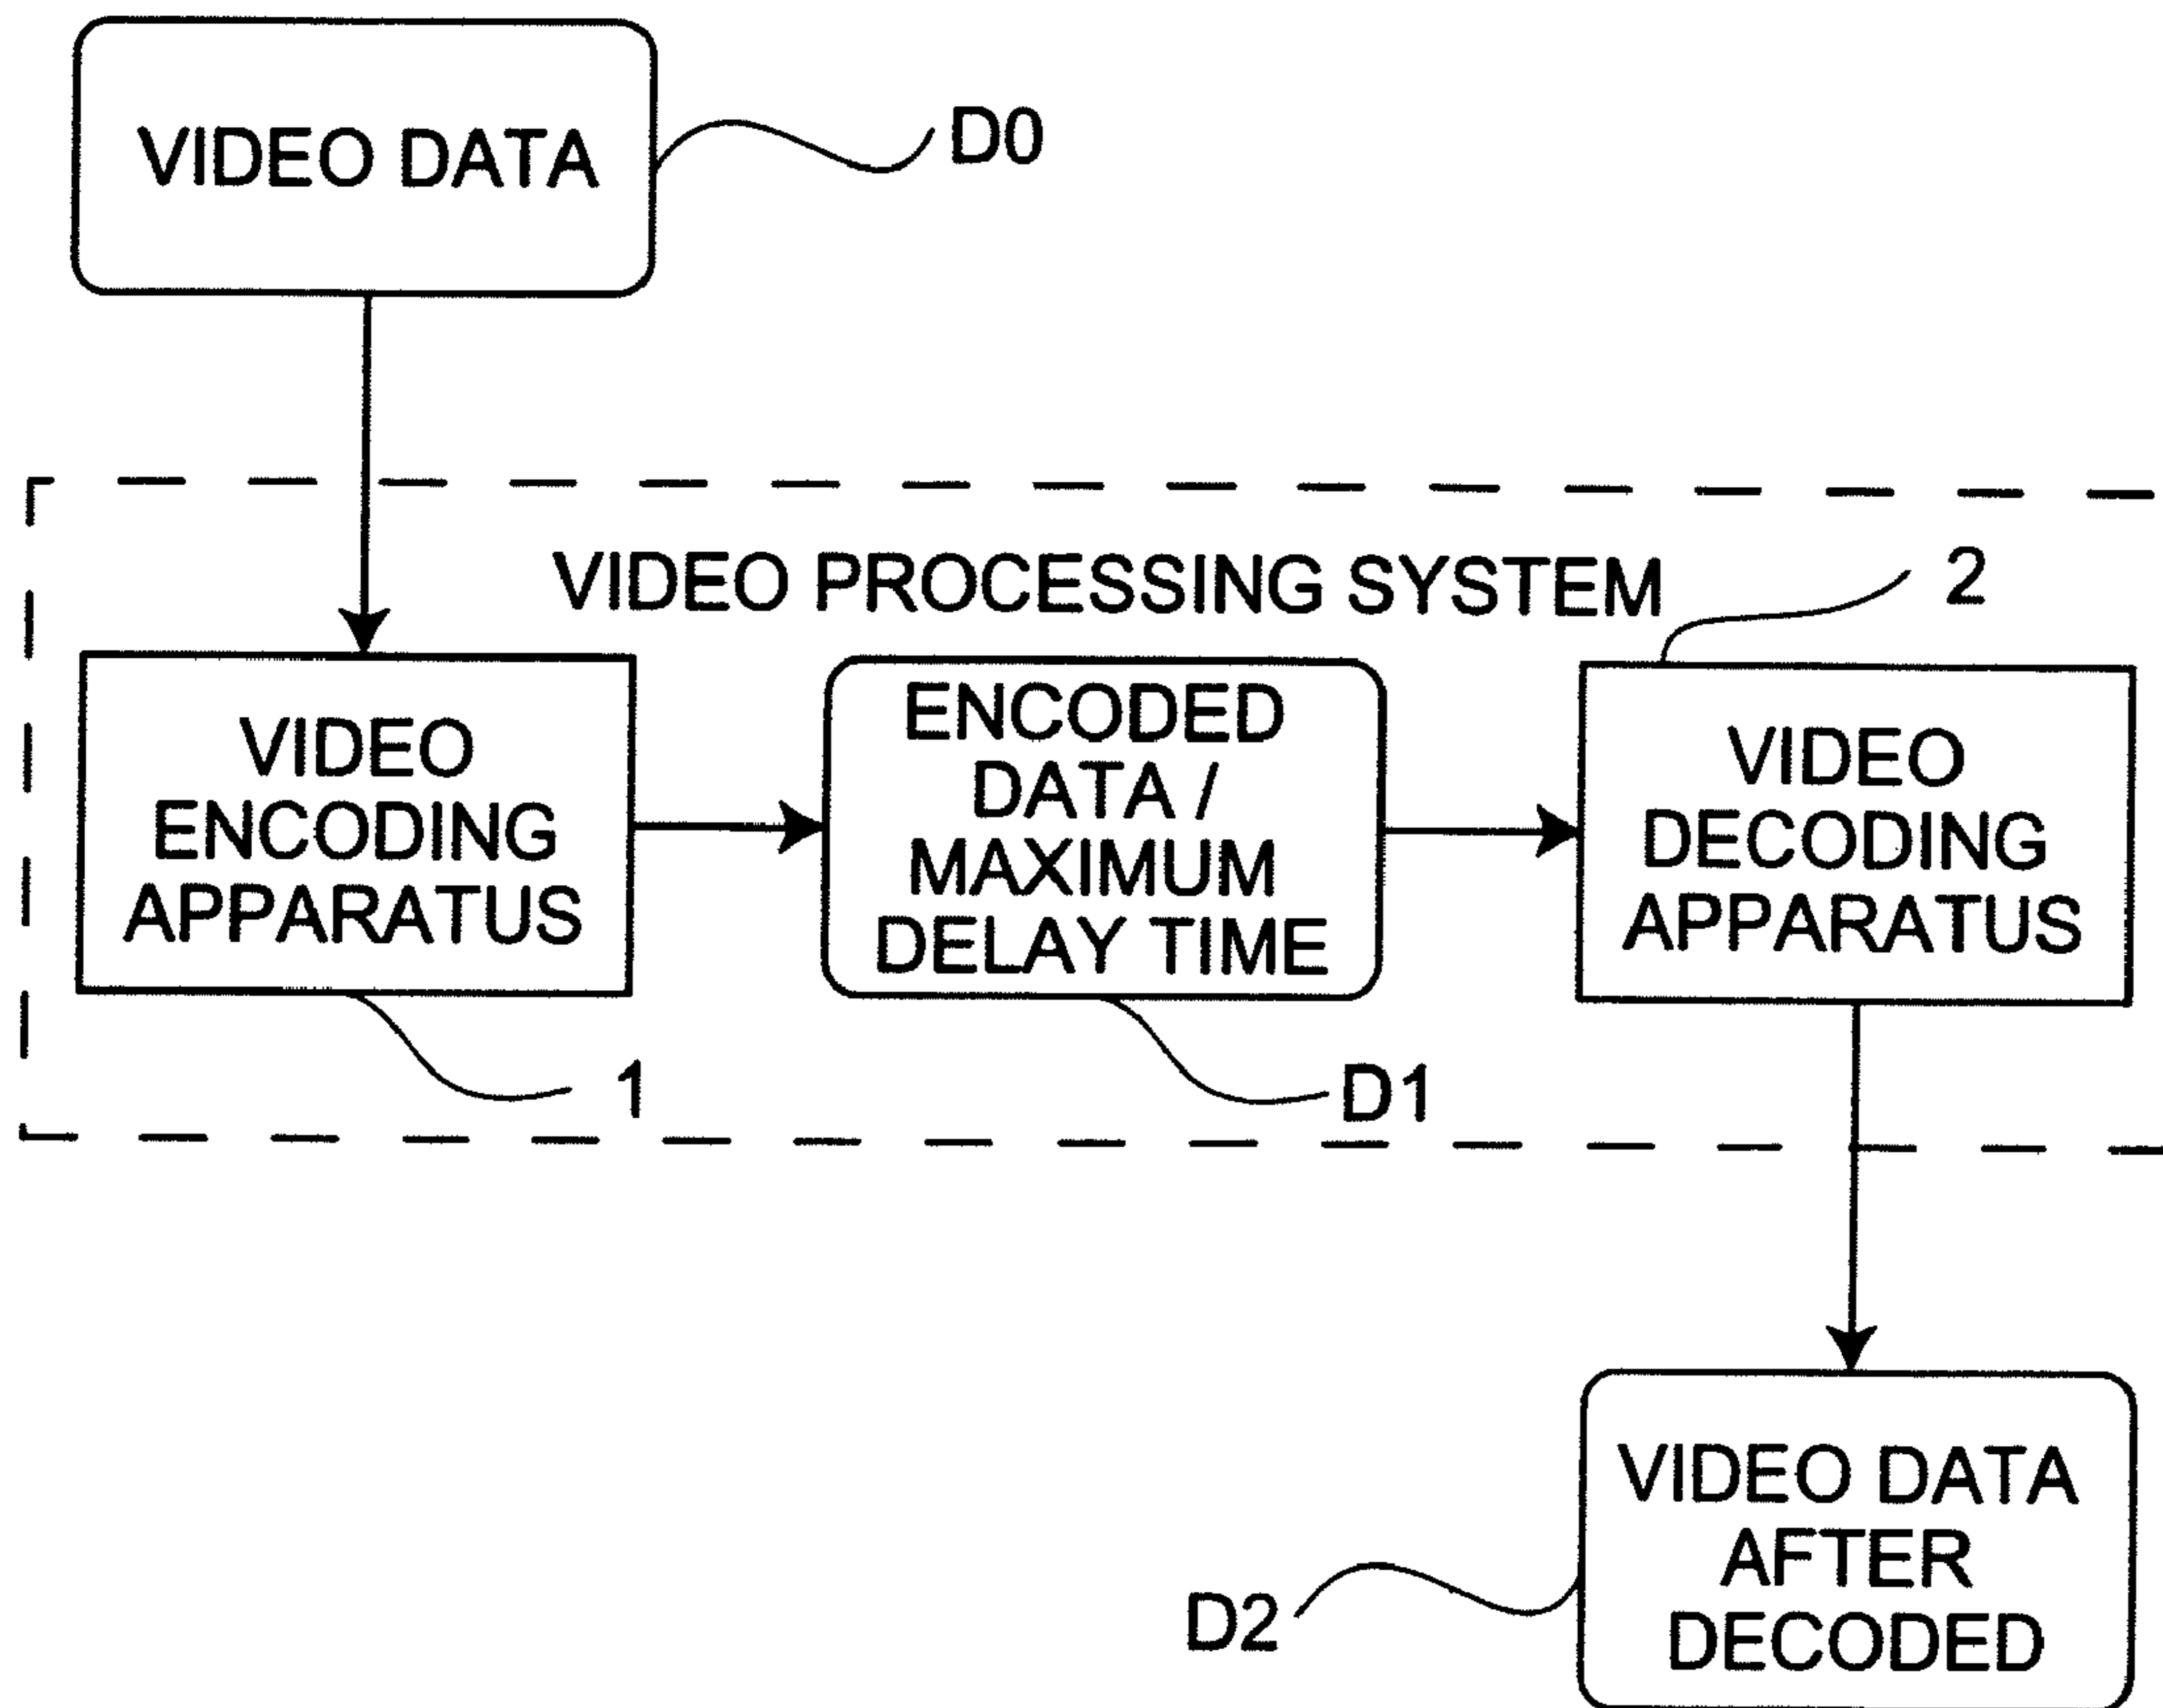 VIDEO DATA
D0
VIDEO PROCESSING SYSTEM
2
VIDEO
ENCODING
APPARATUS
1
ENCODED
DATA /
MAXIMUM
DELAY TIME
D1
VIDEO
DECODING
APPARATUS
VIDEO DATA
AFTER
DECODED
D2